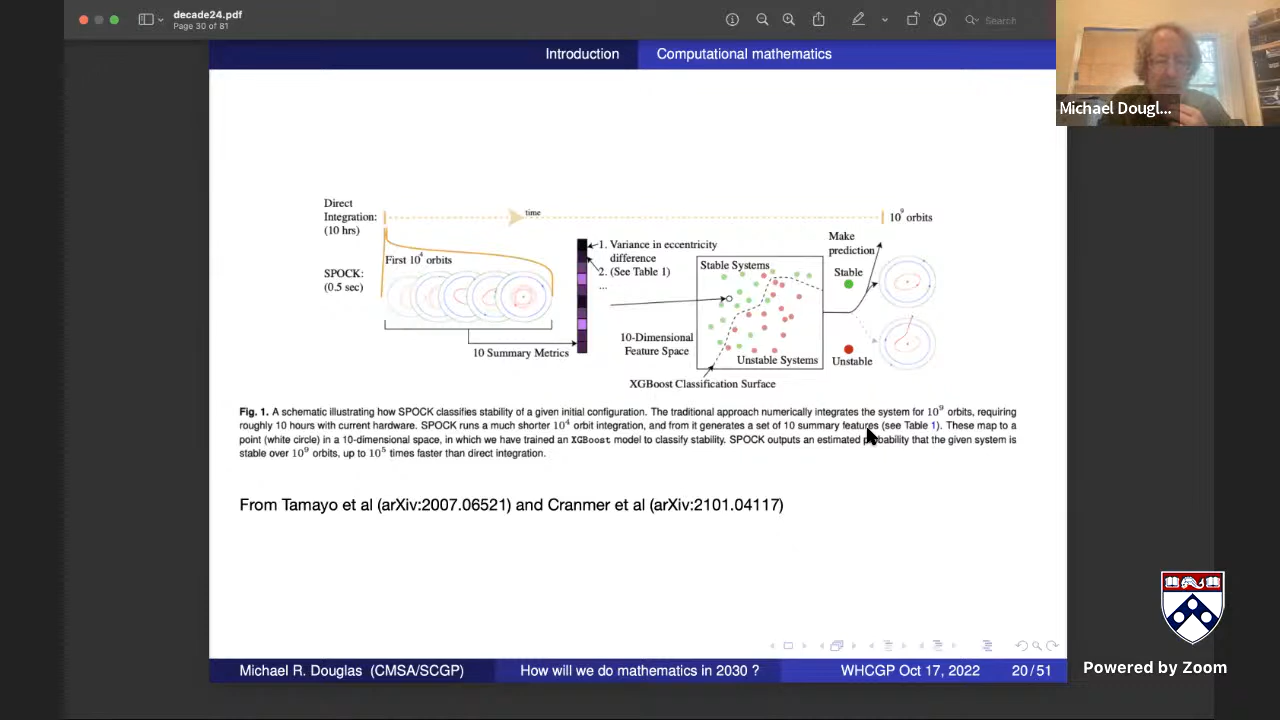 decade24.pdf
Page 30 of 81
Search
Introduction
Computational mathematics
Michael Dougl...
Direct
Integration:
(10 hrs)
time
10⁹ orbits
SPOCK:
(0.5 sec)
First 10⁴ orbits
10 Summary Metrics
1. Variance in eccentricity
difference
2. (See Table 1)
...
10-Dimensional
Feature Space
Stable Systems
Unstable Systems
XGBoost Classification Surface
Make
prediction
Stable
Unstable
Fig. 1. A schematic illustrating how SPOCK classifies stability of a given initial configuration. The traditional approach numerically integrates the system for 10⁹ orbits, requiring
roughly 10 hours with current hardware. SPOCK runs a much shorter 10⁴ orbit integration, and from it generates a set of 10 summary features (see Table 1). These map to a
point (white circle) in a 10-dimensional space, in which we have trained an XGBoost model to classify stability. SPOCK outputs an estimated probability that the given system is
stable over 10⁹ orbits, up to 10⁵ times faster than direct integration.
From Tamayo et al (arXiv:2007.06521) and Cranmer et al (arXiv:2101.04117)
Michael R. Douglas (CMSA/SCGP)
How will we do mathematics in 2030 ?
WHCGP Oct 17, 2022
20/51
Powered by Zoom